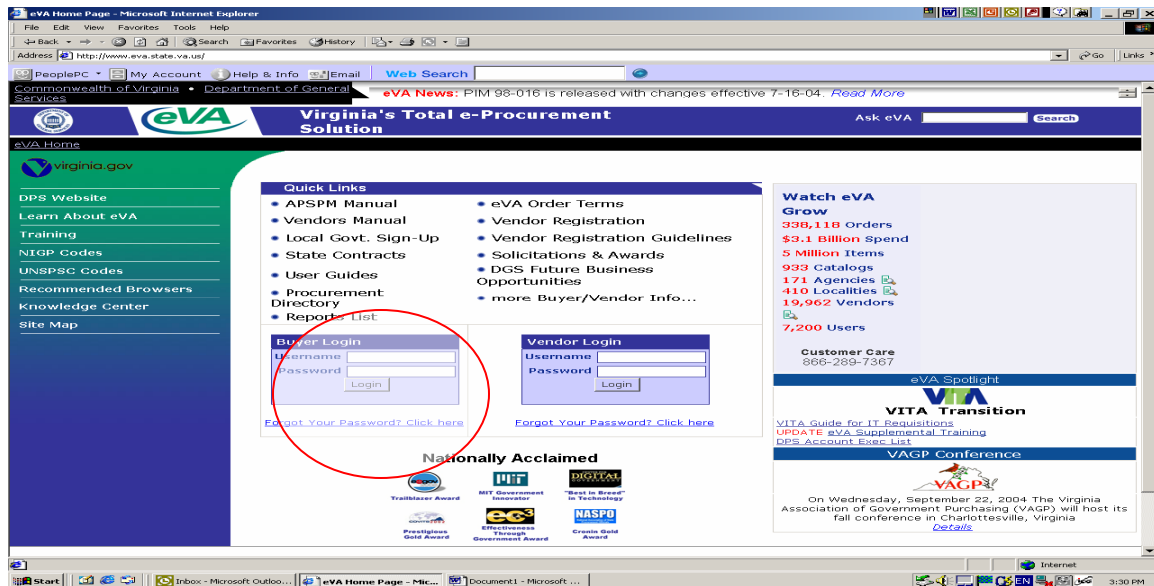 eVA Home Page - Microsoft Internet Explorer
File Edit View Favorites Tools Help
Back Search Favorites History
Address http://www.eva.state.va.us/ Go Links
PeoplePC My Account Help & Info Email Web Search
Commonwealth of Virginia • Department of General Services
eVA News: PIM 98-016 is released with changes effective 7-16-04. Read More
eVA
Virginia's Total e-Procurement
Solution
Ask eVA Search
eVA Home
virginia.gov
DPS Website
Learn About eVA
Training
NIGP Codes
UNSPSC Codes
Recommended Browsers
Knowledge Center
Site Map
Quick Links
• APSPM Manual
• Vendors Manual
• Local Govt. Sign-Up
• State Contracts
• User Guides
• Procurement
Directory
• Reports List
• eVA Order Terms
• Vendor Registration
• Vendor Registration Guidelines
• Solicitations & Awards
• DGS Future Business
Opportunities
• more Buyer/Vendor Info...
Buyer Login
Username
Password
Login
Forgot Your Password? Click here
Vendor Login
Username
Password
Login
Forgot Your Password? Click here
Nationally Acclaimed
Trailblazer Award
MIT
MIT Government
Innovator
DIGITAL
"Best in Breed"
in Technology
Prestigious
Gold Award
ec3
Effectiveness
Through
Government Award
NASPO
Cronin Gold
Award
Watch eVA
Grow
338,118 Orders
$3.1 Billion Spend
5 Million Items
933 Catalogs
171 Agencies
410 Localities
19,962 Vendors
7,200 Users
Customer Care
866-289-7367
eVA Spotlight
VITA
VITA Transition
VITA Guide for IT Requisitions
UPDATE eVA Supplemental Training
DPS Account Exec List
VAGP Conference
VAGP
On Wednesday, September 22, 2004 The Virginia
Association of Government Purchasing (VAGP) will host its
fall conference in Charlottesville, Virginia
Details
Internet
Start Inbox - Microsoft Outloo... eVA Home Page - Mic... Document1 - Microsoft ... EN 3:30 PM